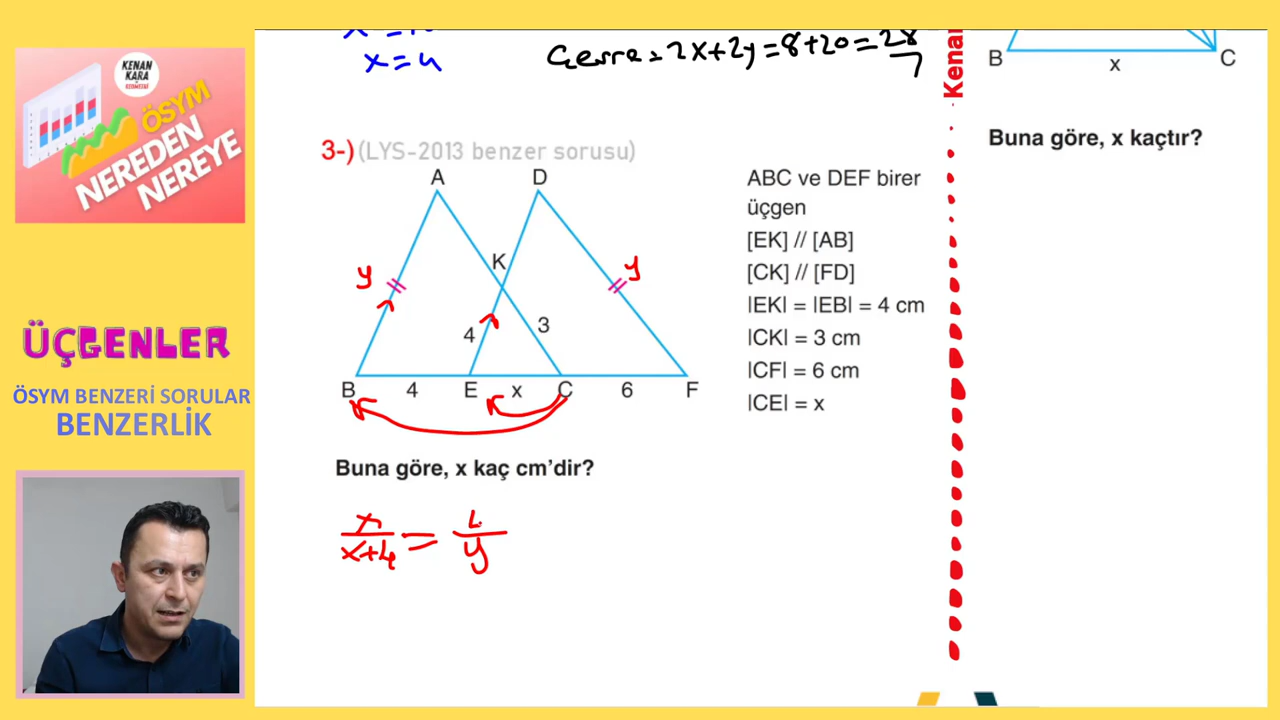 KENAN
KARA
ÖSYM
NEREDEN
NEREYE
ÜÇGENLER
ÖSYM BENZERİ SORULAR
BENZERLİK
x = 4
Çevre = 2x+2y = 8+20 = 28
3-) (LYS-2013 benzer sorusu)
A
D
K
y
y
4
3
B
4
E
x
C
6
F
ABC ve DEF birer
üçgen
[EK] // [AB]
[CK] // [FD]
|EK| = |EB| = 4 cm
|CK| = 3 cm
|CF| = 6 cm
|CE| = x
Buna göre, x kaç cm'dir?
x
x+4
=
y
Kenan
B
x
C
Buna göre, x kaçtır?